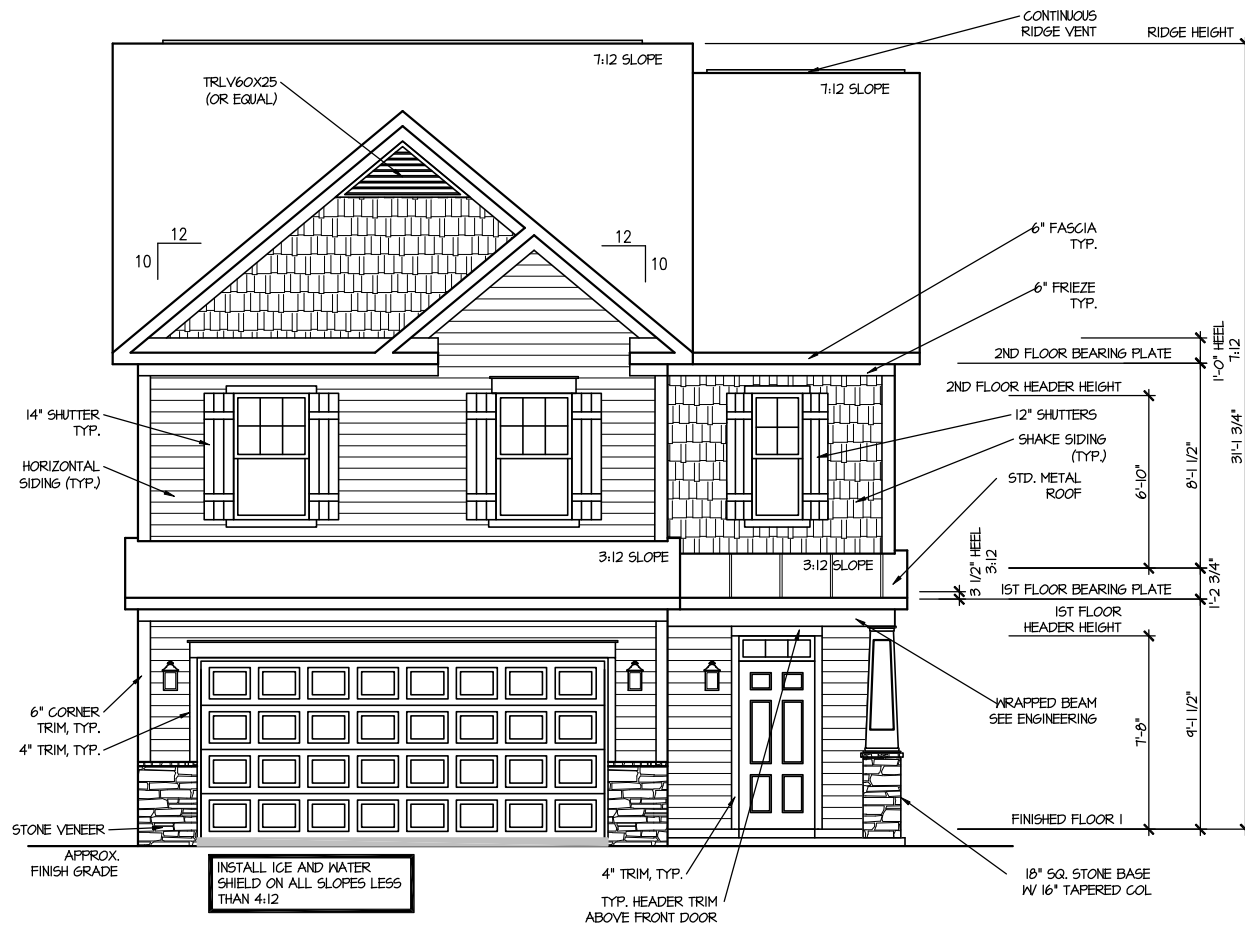 CONTINUOUS
RIDGE VENT
RIDGE HEIGHT
7:12 SLOPE
7:12 SLOPE
TRLV60X25
(OR EQUAL)
12
10
12
10
6" FASCIA
TYP.
6" FRIEZE
TYP.
2ND FLOOR BEARING PLATE
1'-0" HEEL
7:12
2ND FLOOR HEADER HEIGHT
14" SHUTTER
TYP.
12" SHUTTERS
HORIZONTAL
SIDING (TYP.)
SHAKE SIDING
(TYP.)
STD. METAL
ROOF
6'-10"
8'-1 1/2"
31'-1 3/4"
3:12 SLOPE
3:12 SLOPE
3 1/2" HEEL
3:12
1'-2 3/4"
1ST FLOOR BEARING PLATE
1ST FLOOR
HEADER HEIGHT
6" CORNER
TRIM, TYP.
4" TRIM, TYP.
WRAPPED BEAM
SEE ENGINEERING
7'-8"
9'-1 1/2"
STONE VENEER
FINISHED FLOOR 1
APPROX.
FINISH GRADE
INSTALL ICE AND WATER
SHIELD ON ALL SLOPES LESS
THAN 4:12
4" TRIM, TYP.
TYP. HEADER TRIM
ABOVE FRONT DOOR
18" SQ. STONE BASE
W/ 16" TAPERED COL